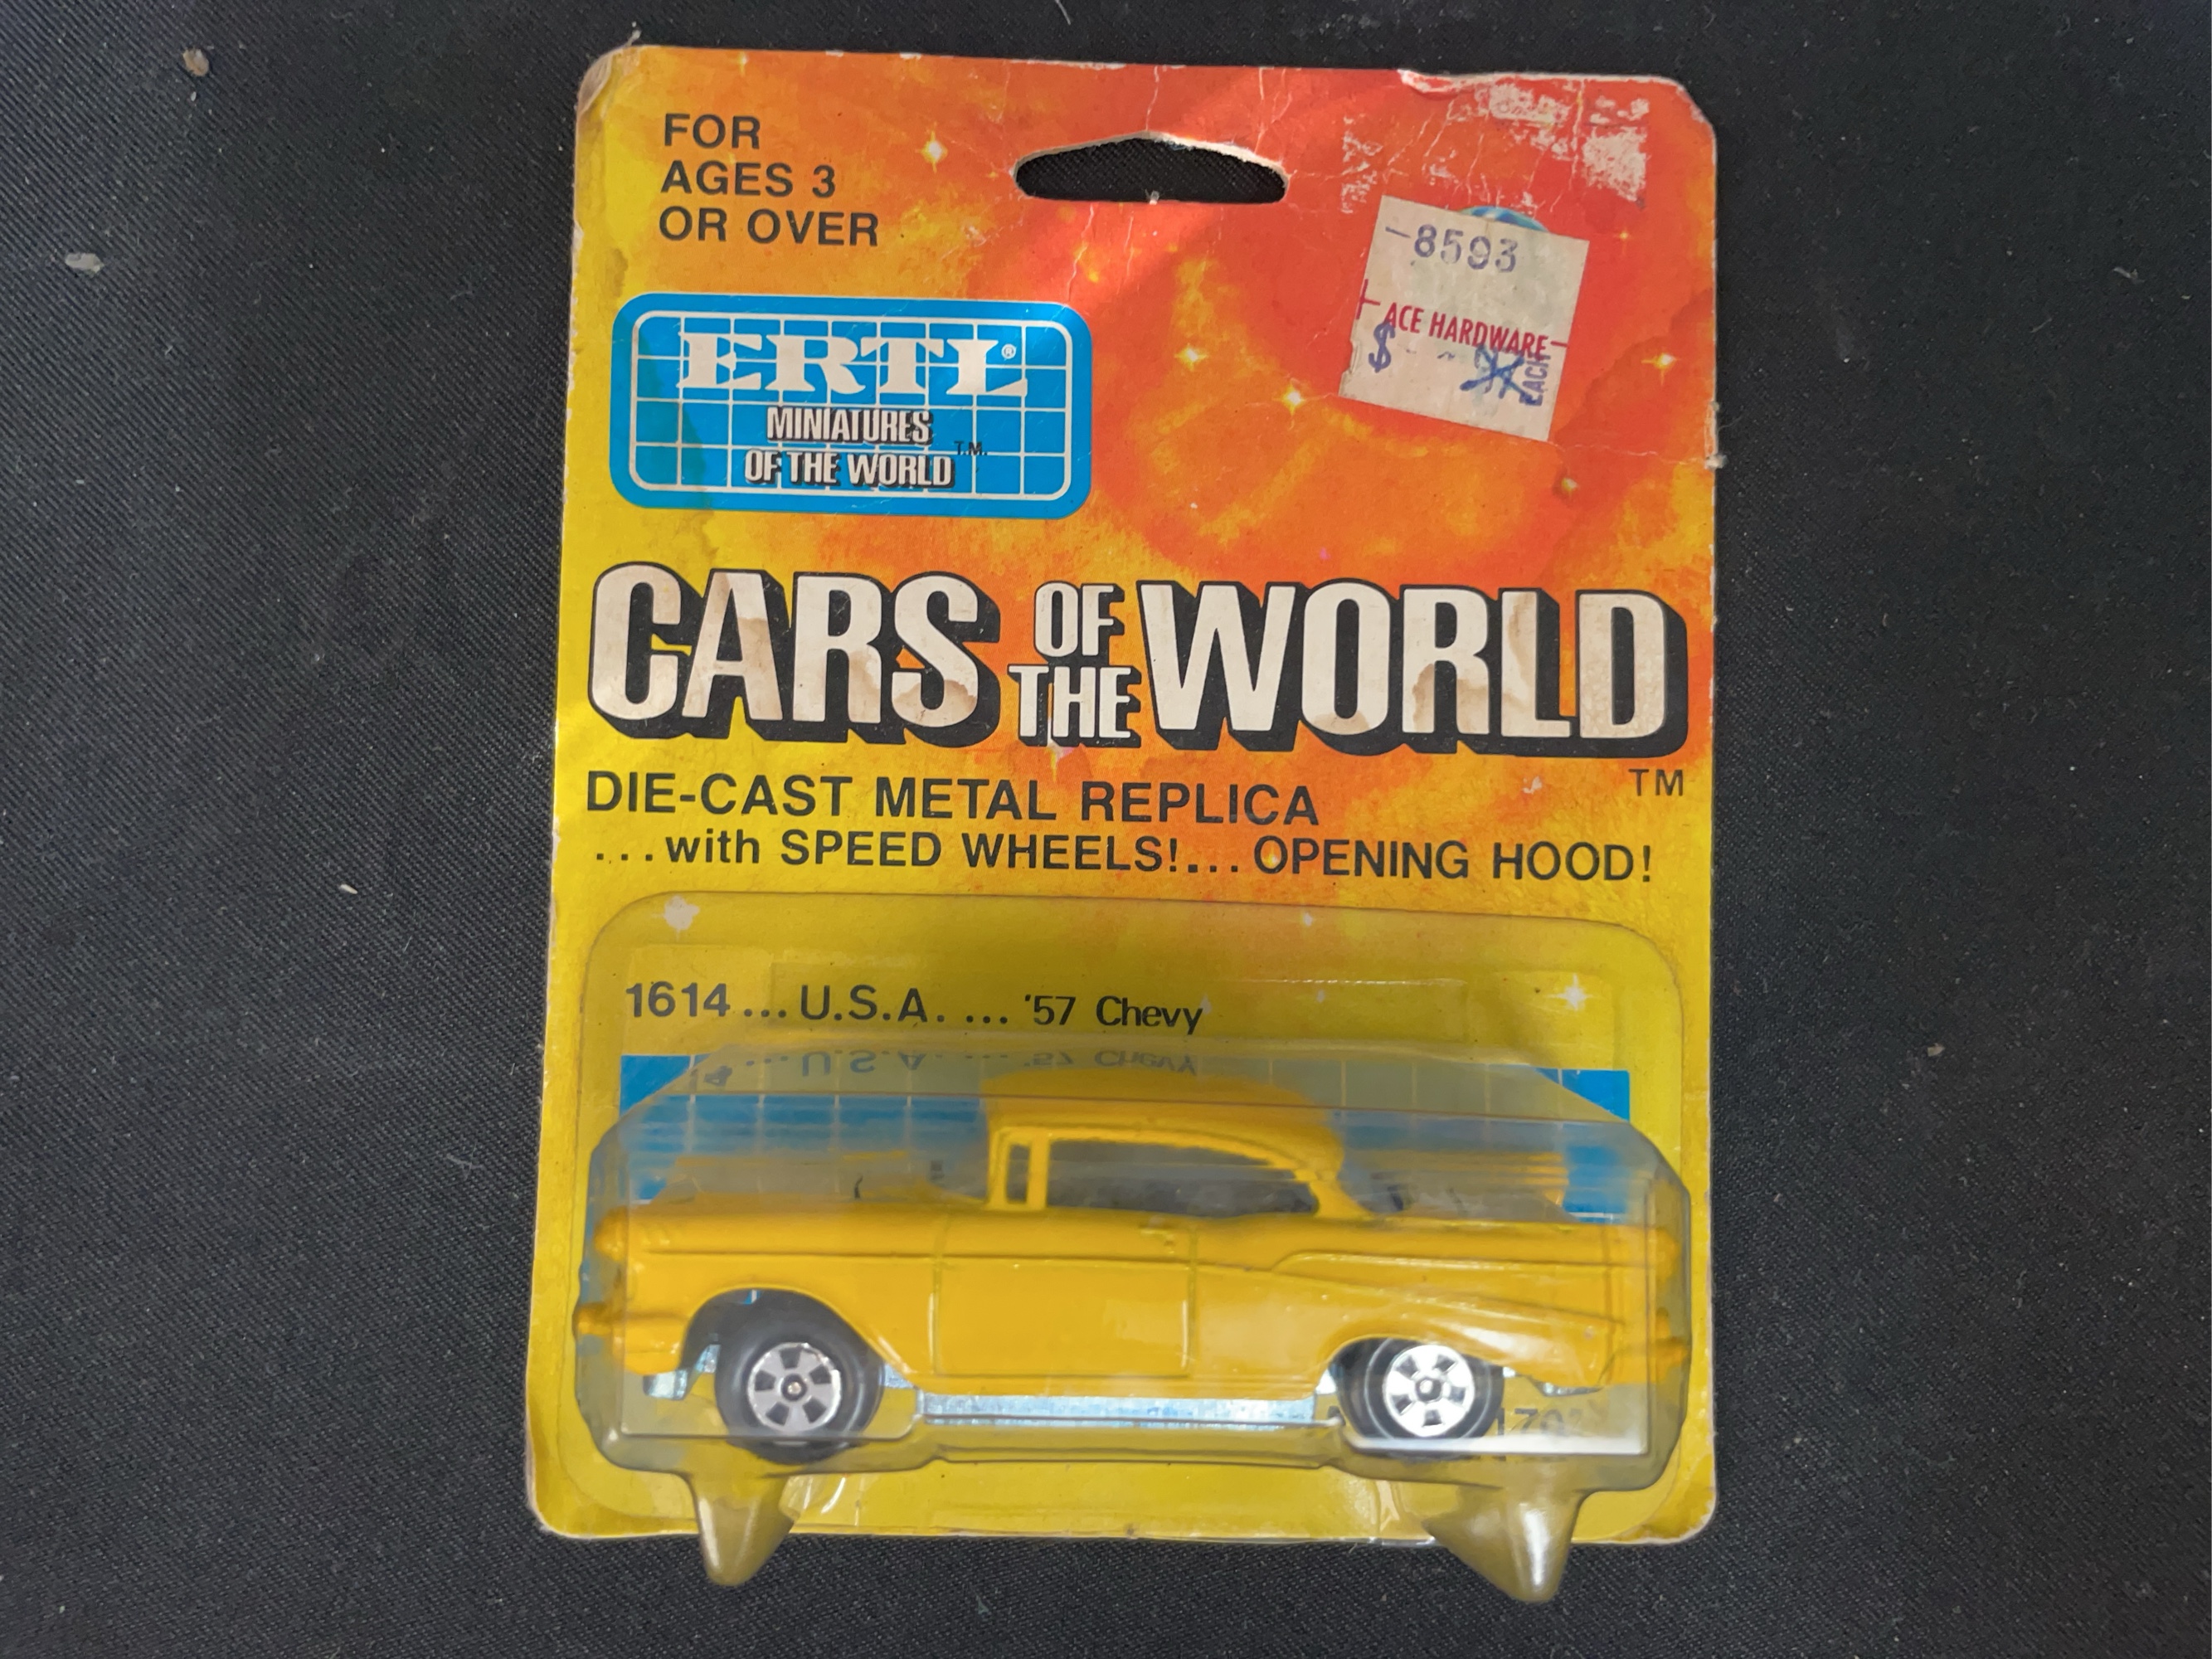 FOR
AGES 3
OR OVER
-8593
ACE HARDWARE
$
EACH
ERTL®
MINIATURES
OF THE WORLD T.M.
CARS OF THE WORLD
TM
DIE-CAST METAL REPLICA
...with SPEED WHEELS!... OPENING HOOD!
1614... U.S.A. ... '57 Chevy